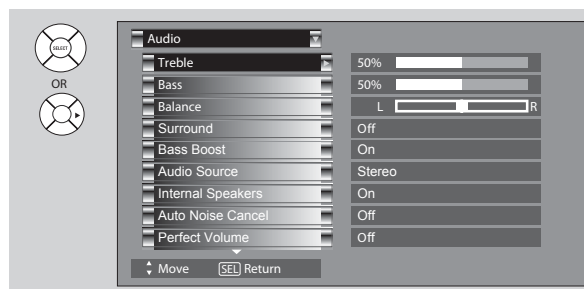 SELECT
OR
Audio
Treble 50%
Bass 50%
Balance L R
Surround Off
Bass Boost On
Audio Source Stereo
Internal Speakers On
Auto Noise Cancel Off
Perfect Volume Off
Move SEL Return